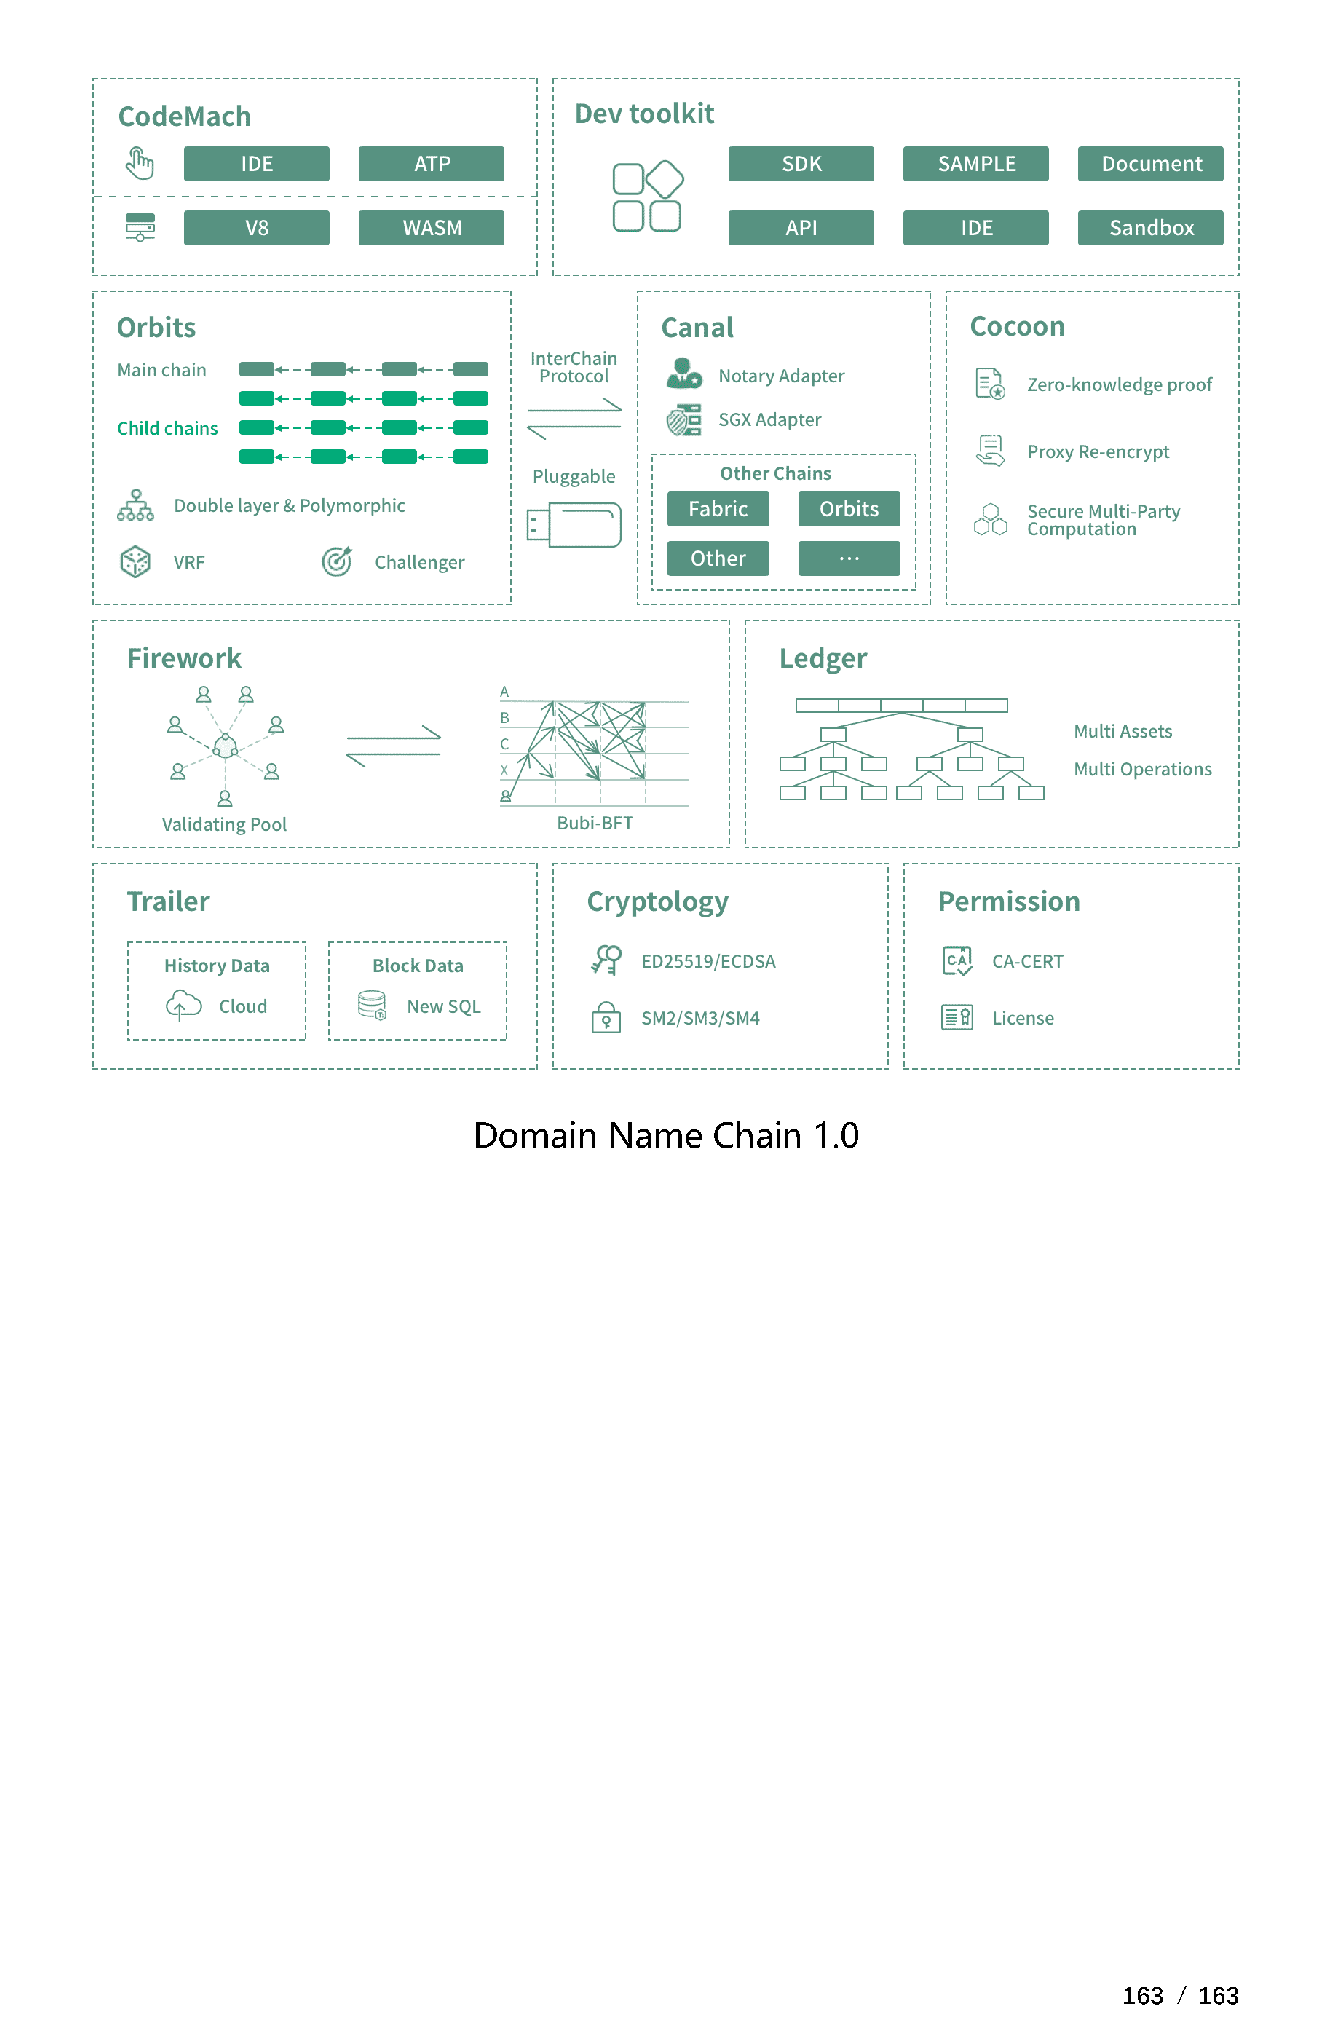 CodeMach
IDE ATP
V8 WASM
Dev toolkit
SDK SAMPLE Document
API IDE Sandbox
Orbits
Main chain
Child chains
Double layer & Polymorphic
VRF Challenger
InterChain
Protocol
Pluggable
Canal
Notary Adapter
SGX Adapter
Other Chains
Fabric Orbits
Other ...
Cocoon
Zero-knowledge proof
Proxy Re-encrypt
Secure Multi-Party
Computation
Firework
Validating Pool
A
B
C
X
Bubi-BFT
Ledger
Multi Assets
Multi Operations
Trailer
History Data
Cloud
Block Data
New SQL
Cryptology
ED25519/ECDSA
SM2/SM3/SM4
Permission
CA
CA-CERT
License
Domain Name Chain 1.0
163 / 163